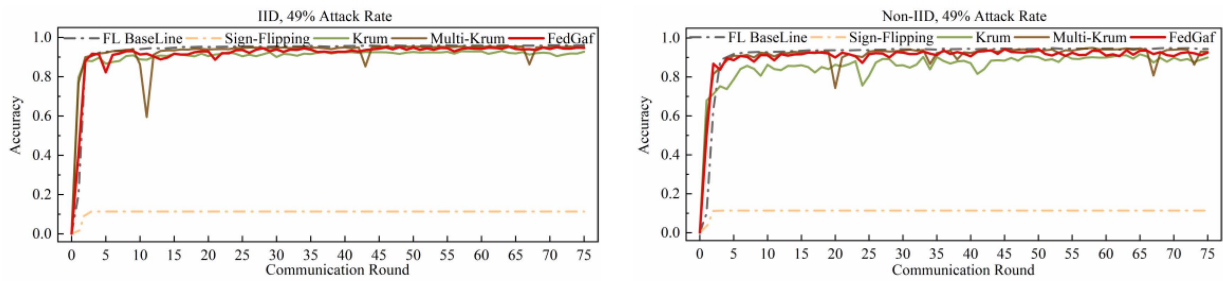 IID, 49% Attack Rate
FL BaseLine Sign-Flipping Krum Multi-Krum FedGaf
1.0
0.8
0.6
0.4
0.2
0.0
Accuracy
0 5 10 15 20 25 30 35 40 45 50 55 60 65 70 75
Communication Round
Non-IID, 49% Attack Rate
FL BaseLine Sign-Flipping Krum Multi-Krum FedGaf
1.0
0.8
0.6
0.4
0.2
0.0
Accuracy
0 5 10 15 20 25 30 35 40 45 50 55 60 65 70 75
Communication Round